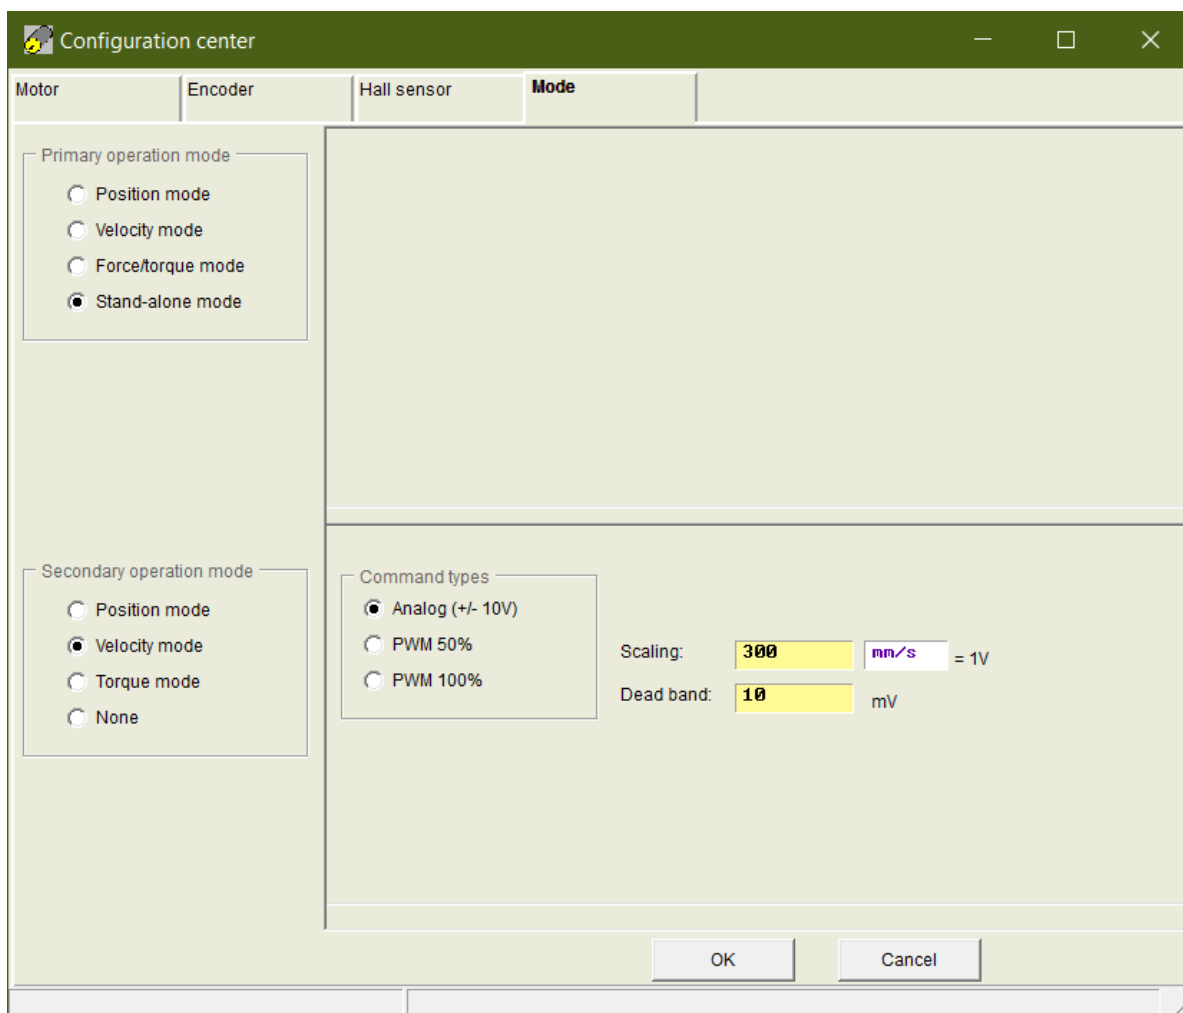 Configuration center
Motor Encoder Hall sensor Mode
Primary operation mode
Position mode
Velocity mode
Force/torque mode
Stand-alone mode
Secondary operation mode
Position mode
Velocity mode
Torque mode
None
Command types
Analog (+/- 10V)
PWM 50%
PWM 100%
Scaling: 300 mm/s = 1V
Dead band: 10 mV
OK Cancel